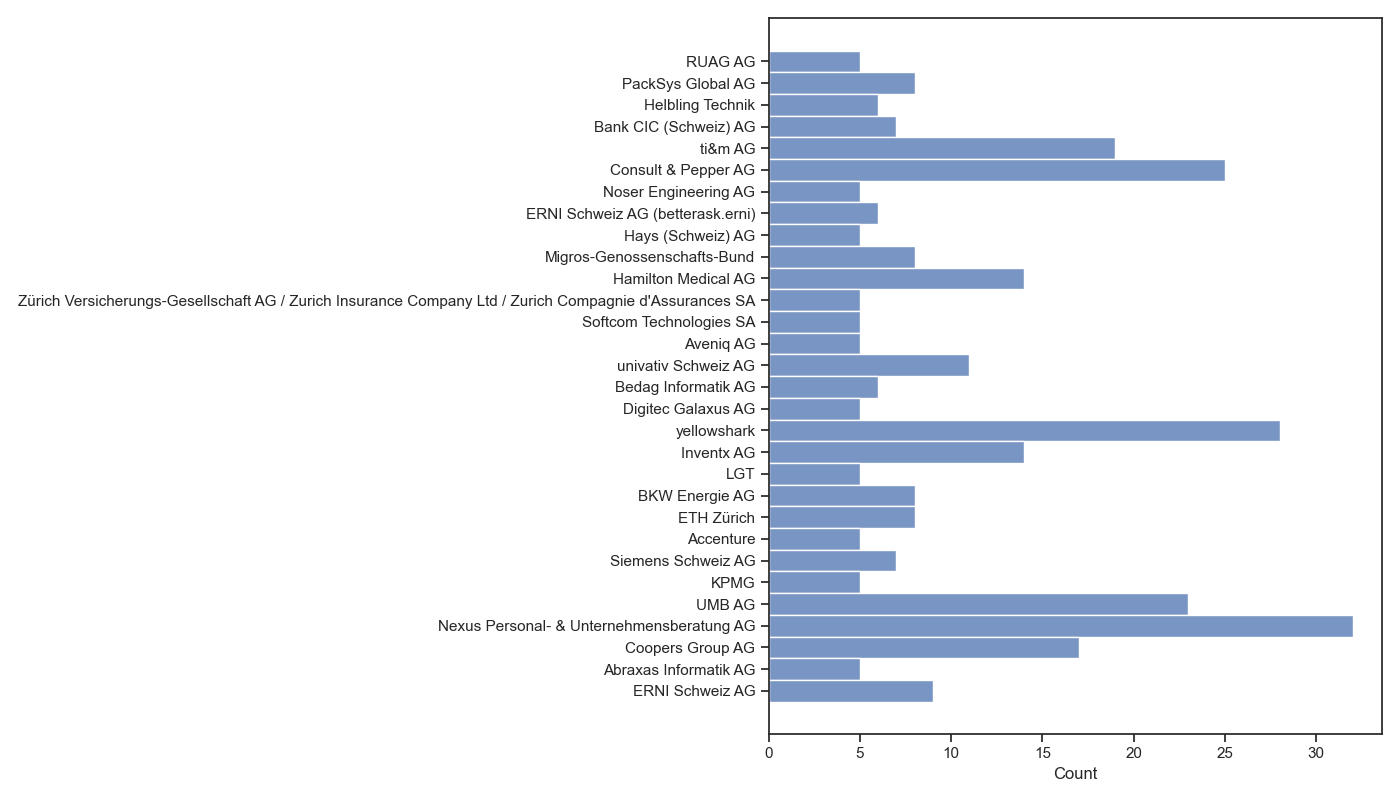 RUAG AG
PackSys Global AG
Helbling Technik
Bank CIC (Schweiz) AG
ti&m AG
Consult & Pepper AG
Noser Engineering AG
ERNI Schweiz AG (betterask.erni)
Hays (Schweiz) AG
Migros-Genossenschafts-Bund
Hamilton Medical AG
Zürich Versicherungs-Gesellschaft AG / Zurich Insurance Company Ltd / Zurich Compagnie d'Assurances SA
Softcom Technologies SA
Aveniq AG
univativ Schweiz AG
Bedag Informatik AG
Digitec Galaxus AG
yellowshark
Inventx AG
LGT
BKW Energie AG
ETH Zürich
Accenture
Siemens Schweiz AG
KPMG
UMB AG
Nexus Personal- & Unternehmensberatung AG
Coopers Group AG
Abraxas Informatik AG
ERNI Schweiz AG
0 5 10 15 20 25 30
Count